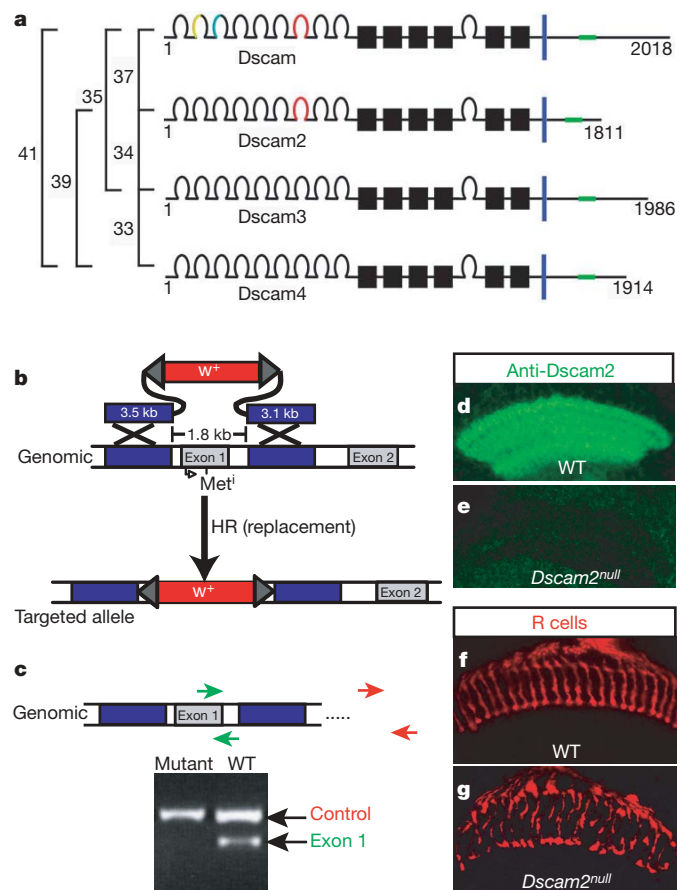 a
1
Dscam
2018
37
35
1
Dscam2
1811
41
34
39
1
Dscam3
1986
33
1
Dscam4
1914
b
W+
3.5 kb
3.1 kb
1.8 kb
Genomic
Exon 1
Exon 2
Meti
HR (replacement)
W+
Exon 2
Targeted allele
c
Genomic
Exon 1
.....
Mutant WT
Control
Exon 1
Anti-Dscam2
d
WT
e
Dscam2null
R cells
f
WT
g
Dscam2null